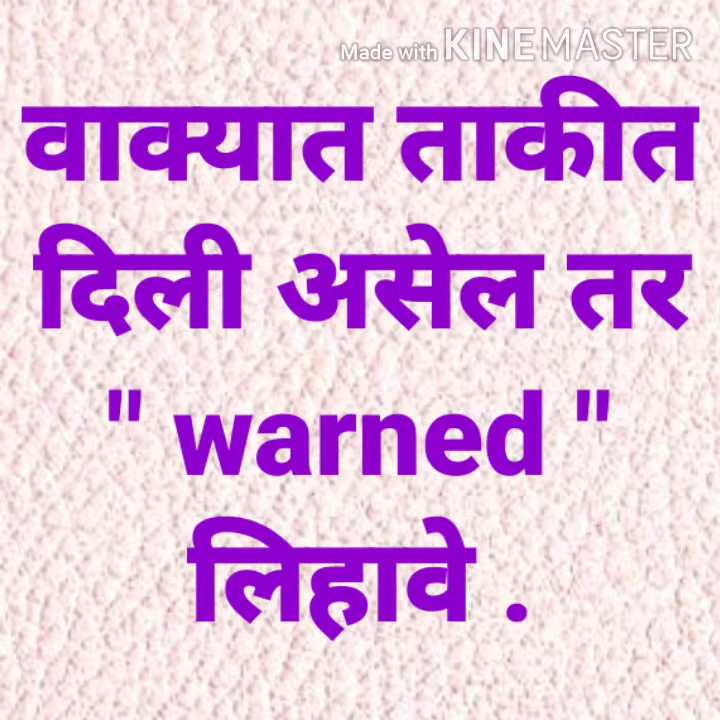 Made with KINEMASTER
वाक्यात ताकीत
दिली असेल तर
" warned "
लिहावे .